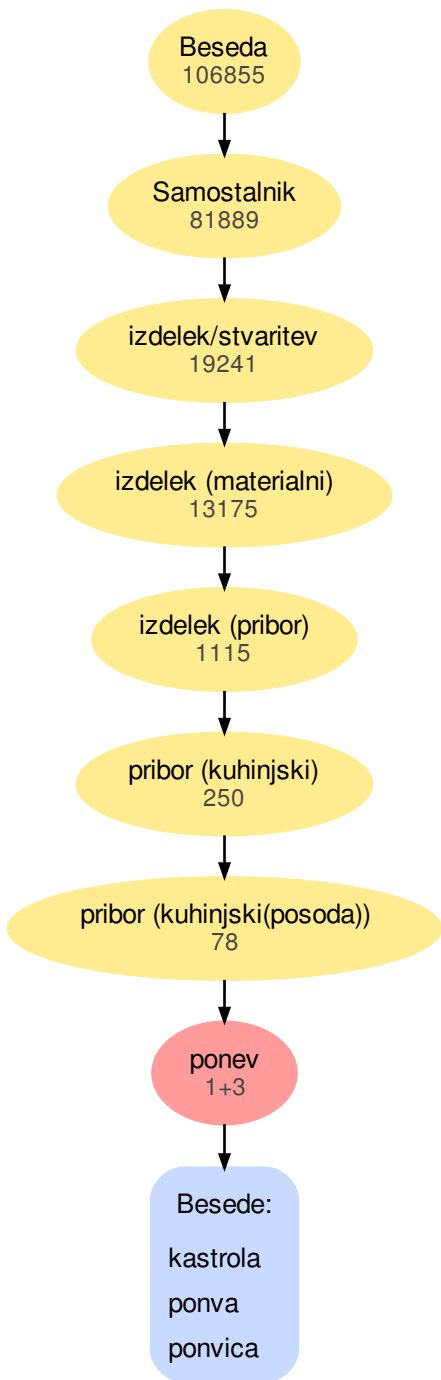 Beseda
106855
Samostalnik
81889
izdelek/stvaritev
19241
izdelek (materialni)
13175
izdelek (pribor)
1115
pribor (kuhinjski)
250
pribor (kuhinjski(posoda))
78
ponev
1+3
Besede:
kastrola
ponva
ponvica